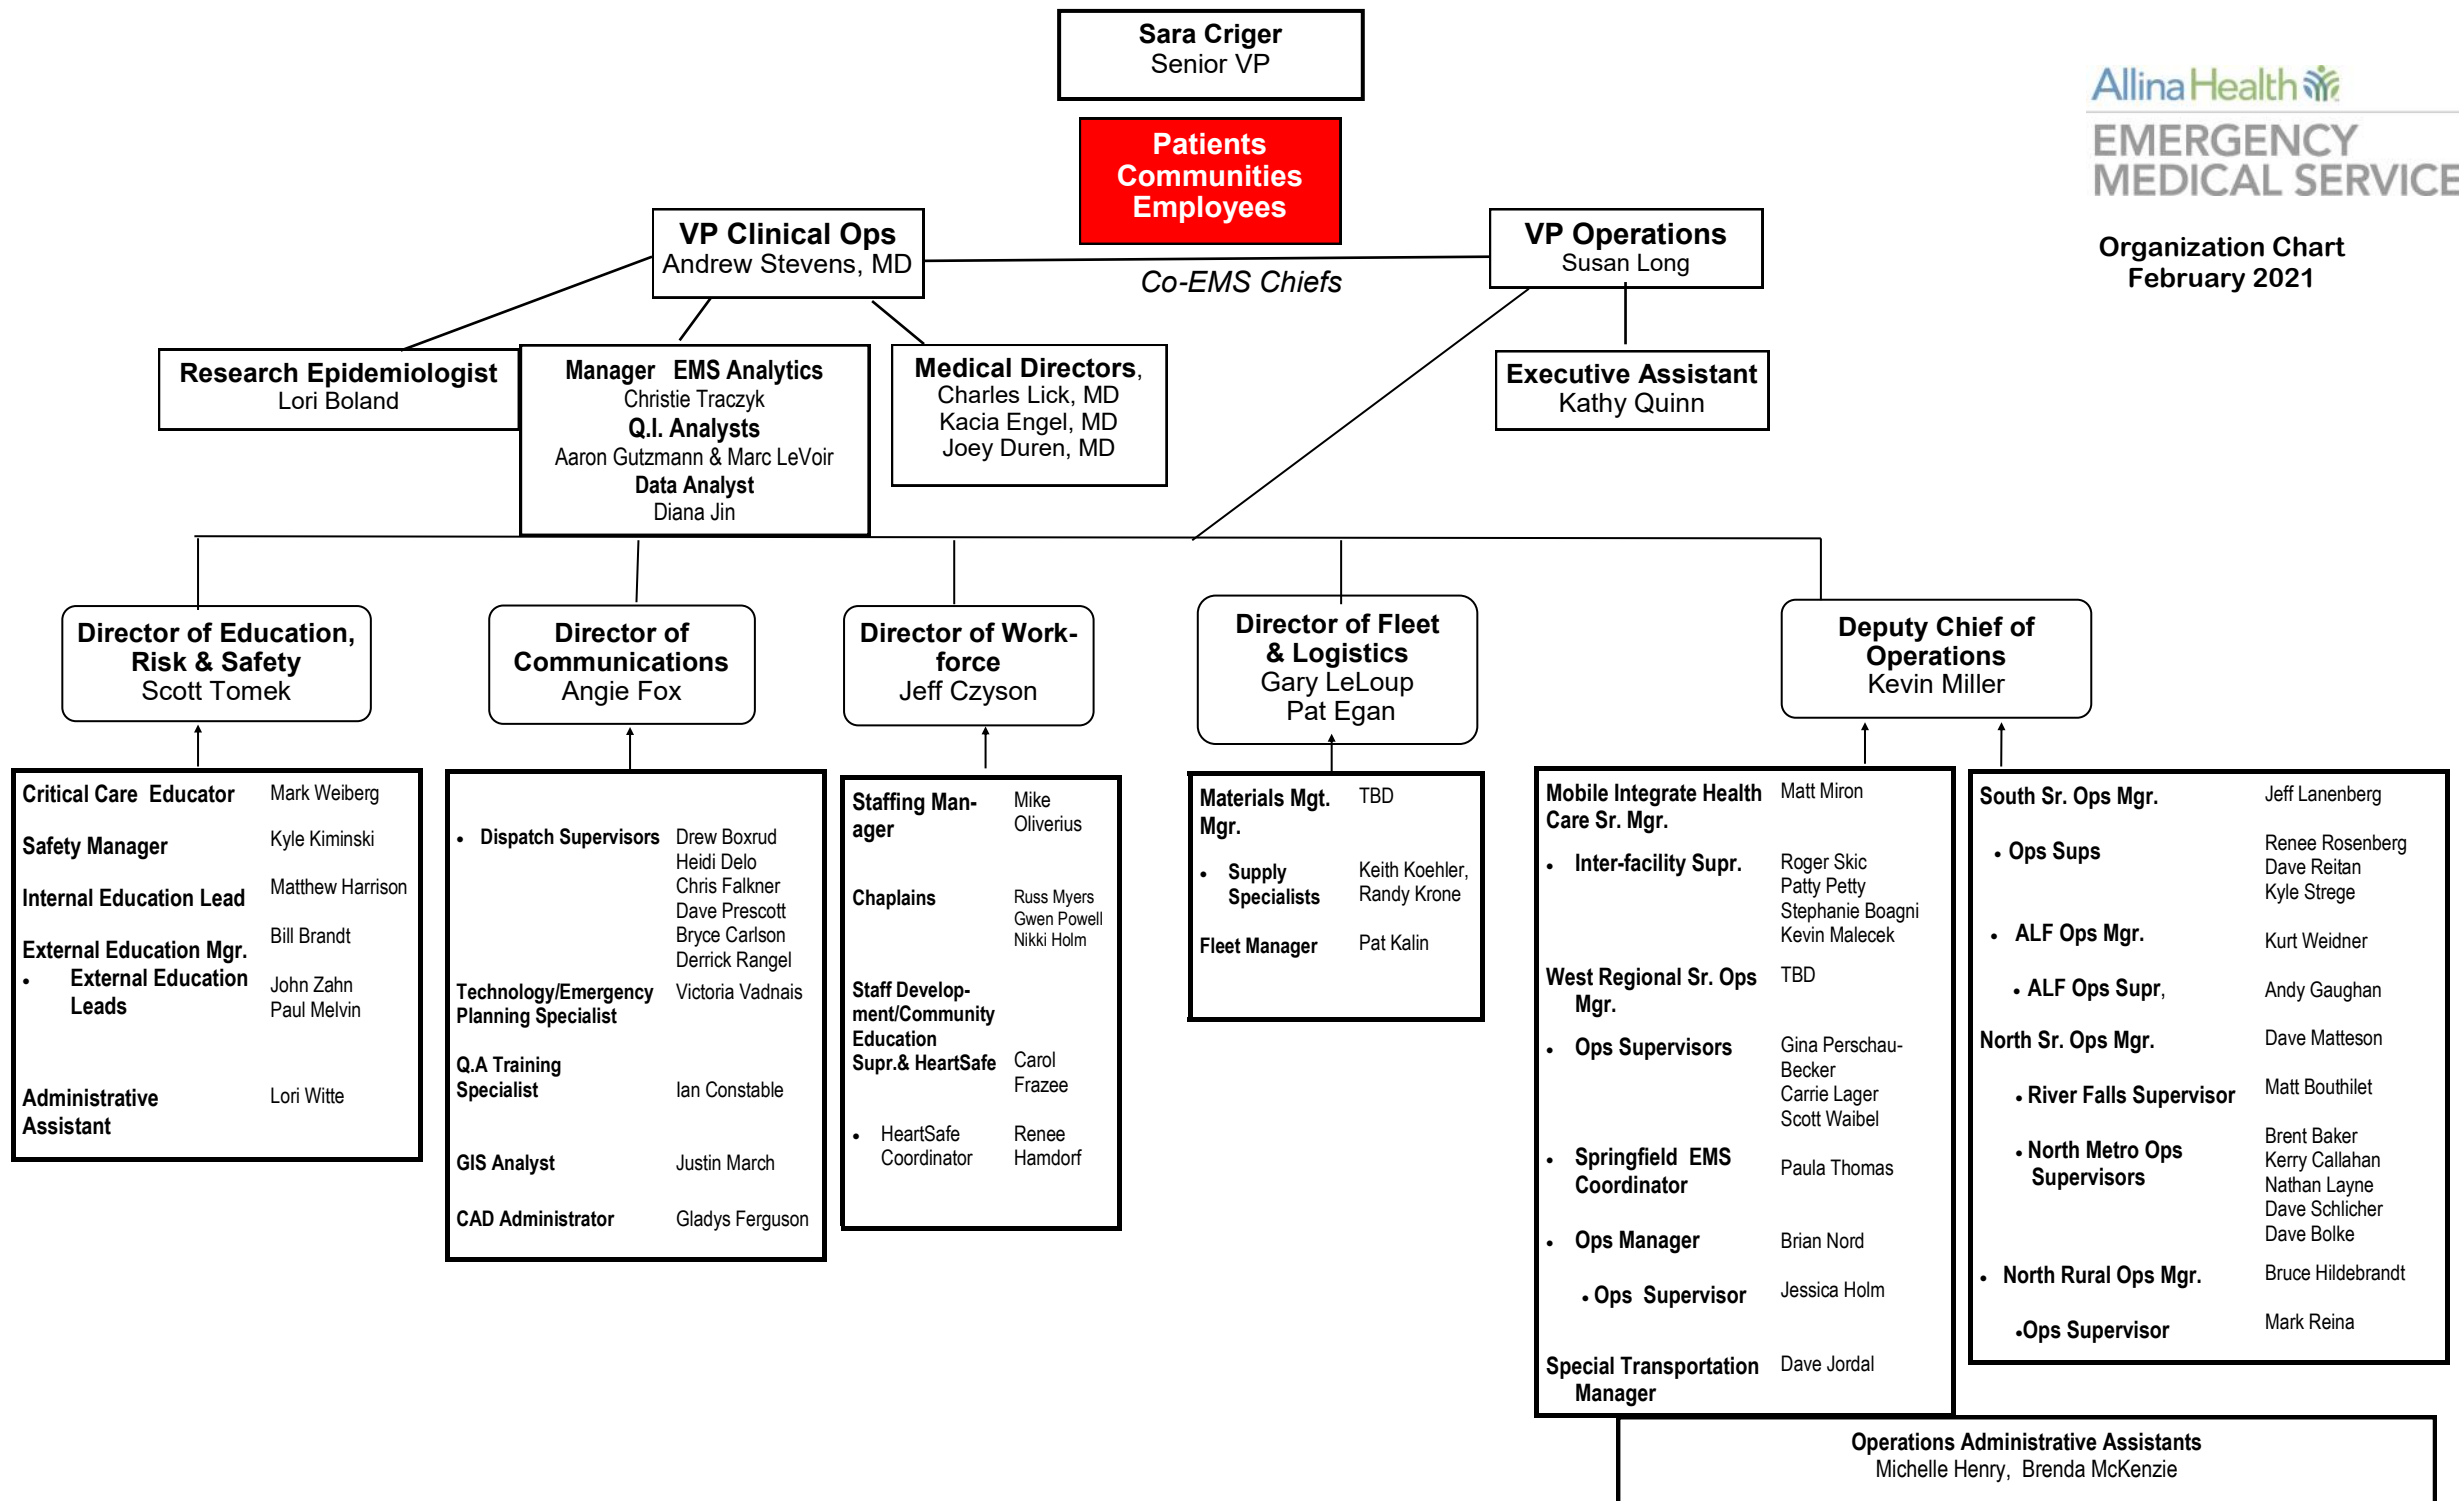 Sara Criger
Senior VP
Patients
Communities
Employees
AllinaHealth
EMERGENCY
MEDICAL SERVICE
Organization Chart
February 2021
VP Clinical Ops
Andrew Stevens, MD
Co-EMS Chiefs
VP Operations
Susan Long
Research Epidemiologist
Lori Boland
Manager EMS Analytics
Christie Traczyk
Q.I. Analysts
Aaron Gutzmann & Marc LeVoir
Data Analyst
Diana Jin
Medical Directors,
Charles Lick, MD
Kacia Engel, MD
Joey Duren, MD
Executive Assistant
Kathy Quinn
Director of Education,
Risk & Safety
Scott Tomek
Director of
Communications
Angie Fox
Director of Work-
force
Jeff Czyson
Director of Fleet
& Logistics
Gary LeLoup
Pat Egan
Deputy Chief of
Operations
Kevin Miller
Critical Care Educator Mark Weiberg
Safety Manager Kyle Kiminski
Internal Education Lead Matthew Harrison
External Education Mgr. Bill Brandt
• External Education John Zahn
Leads Paul Melvin
Administrative Lori Witte
Assistant
• Dispatch Supervisors Drew Boxrud
Heidi Delo
Chris Falkner
Dave Prescott
Bryce Carlson
Derrick Rangel
Technology/Emergency Victoria Vadnais
Planning Specialist
Q.A Training
Specialist Ian Constable
GIS Analyst Justin March
CAD Administrator Gladys Ferguson
Staffing Man- Mike
ager Oliverius
Chaplains Russ Myers
Gwen Powell
Nikki Holm
Staff Develop-
ment/Community
Education
Supr.& HeartSafe Carol
Frazee
• HeartSafe Renee
Coordinator Hamdorf
Materials Mgt. TBD
Mgr.
• Supply Keith Koehler,
Specialists Randy Krone
Fleet Manager Pat Kalin
Mobile Integrate Health Matt Miron
Care Sr. Mgr.
• Inter-facility Supr. Roger Skic
Patty Petty
Stephanie Boagni
Kevin Malecek
West Regional Sr. Ops TBD
Mgr.
• Ops Supervisors Gina Perschau-
Becker
Carrie Lager
Scott Waibel
• Springfield EMS Paula Thomas
Coordinator
• Ops Manager Brian Nord
• Ops Supervisor Jessica Holm
Special Transportation Dave Jordal
Manager
South Sr. Ops Mgr. Jeff Lanenberg
• Ops Sups Renee Rosenberg
Dave Reitan
Kyle Strege
• ALF Ops Mgr. Kurt Weidner
• ALF Ops Supr, Andy Gaughan
North Sr. Ops Mgr. Dave Matteson
• River Falls Supervisor Matt Bouthilet
• North Metro Ops Brent Baker
Supervisors Kerry Callahan
Nathan Layne
Dave Schlicher
Dave Bolke
• North Rural Ops Mgr. Bruce Hildebrandt
•Ops Supervisor Mark Reina
Operations Administrative Assistants
Michelle Henry, Brenda McKenzie